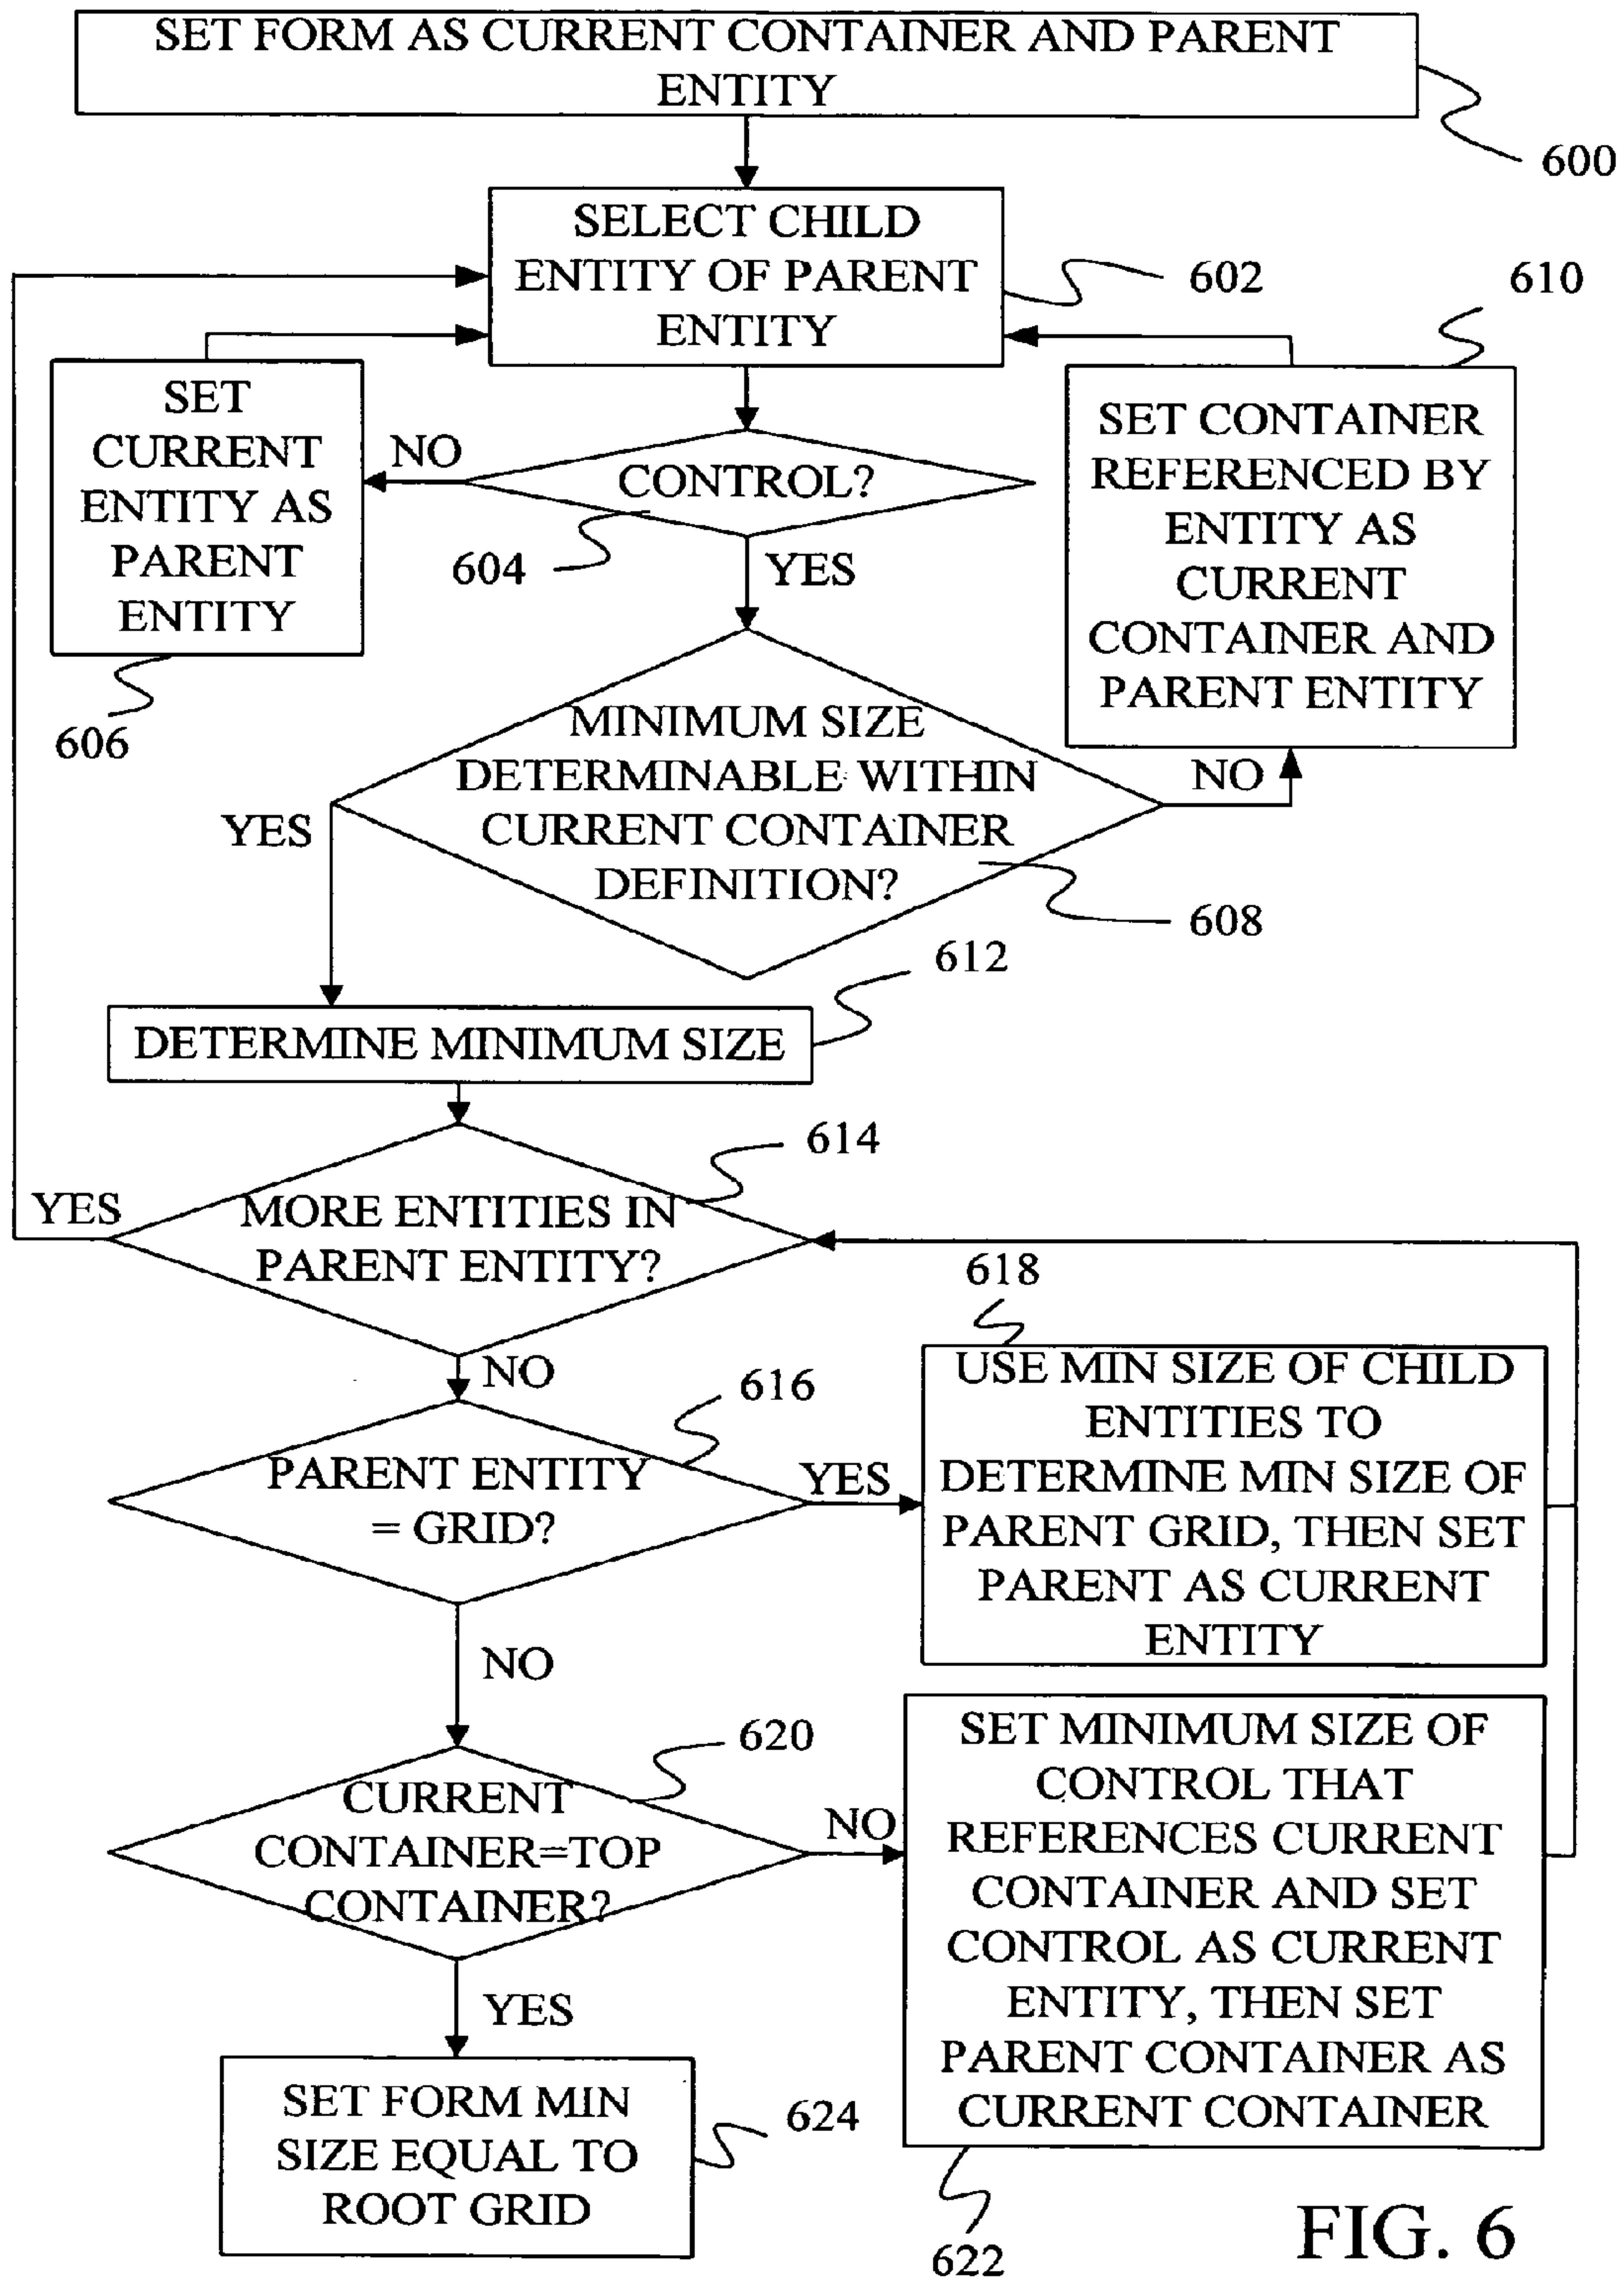 SET FORM AS CURRENT CONTAINER AND PARENT
ENTITY
600
SELECT CHILD
ENTITY OF PARENT
ENTITY
602
610
SET
CURRENT
ENTITY AS
PARENT
ENTITY
606
NO
CONTROL?
604
YES
SET CONTAINER
REFERENCED BY
ENTITY AS
CURRENT
CONTAINER AND
PARENT ENTITY
MINIMUM SIZE
DETERMINABLE WITHIN
CURRENT CONTAINER
DEFINITION?
NO
YES
608
612
DETERMINE MINIMUM SIZE
614
YES
MORE ENTITIES IN
PARENT ENTITY?
618
NO
616
PARENT ENTITY
= GRID?
YES
USE MIN SIZE OF CHILD
ENTITIES TO
DETERMINE MIN SIZE OF
PARENT GRID, THEN SET
PARENT AS CURRENT
ENTITY
NO
620
CURRENT
CONTAINER=TOP
CONTAINER?
NO
SET MINIMUM SIZE OF
CONTROL THAT
REFERENCES CURRENT
CONTAINER AND SET
CONTROL AS CURRENT
ENTITY, THEN SET
PARENT CONTAINER AS
CURRENT CONTAINER
622
YES
SET FORM MIN
SIZE EQUAL TO
ROOT GRID
624
FIG. 6